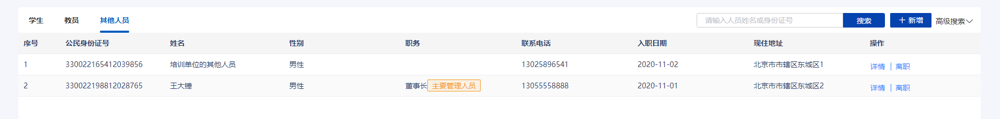 学生 教员 其他人员 请输入人员姓名或身份证号 搜索 + 新增 高级搜索
序号 公民身份证号 姓名 性别 职务 联系电话 入职日期 现住地址 操作
1 330022165412039856 培训单位的其他人员 男性 13025896541 2020-11-02 北京市市辖区东城区1 详情 | 离职
2 330022198812028765 王大锤 男性 董事长 主要管理人员 13055558888 2020-11-01 北京市市辖区东城区2 详情 | 离职